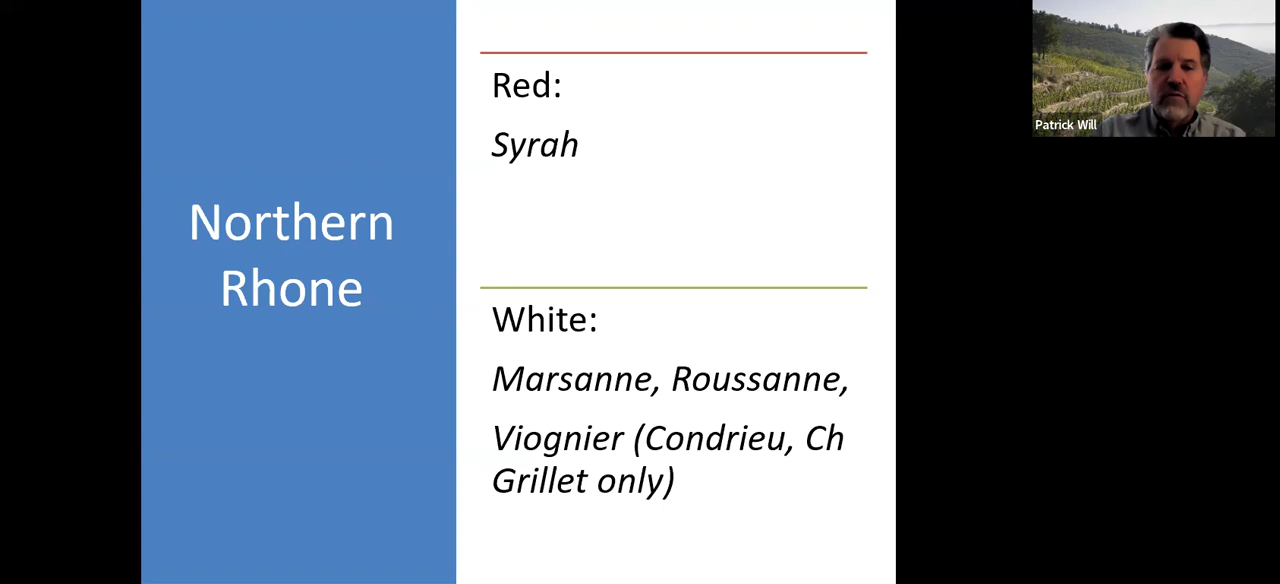 Northern
Rhone
Red:
Syrah
White:
Marsanne, Roussanne,
Viognier (Condrieu, Ch
Grillet only)
Patrick Will